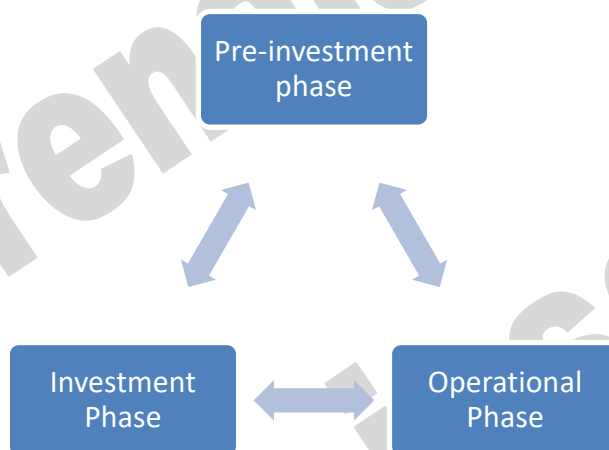 Pre-investment
phase
Investment
Phase
Operational
Phase